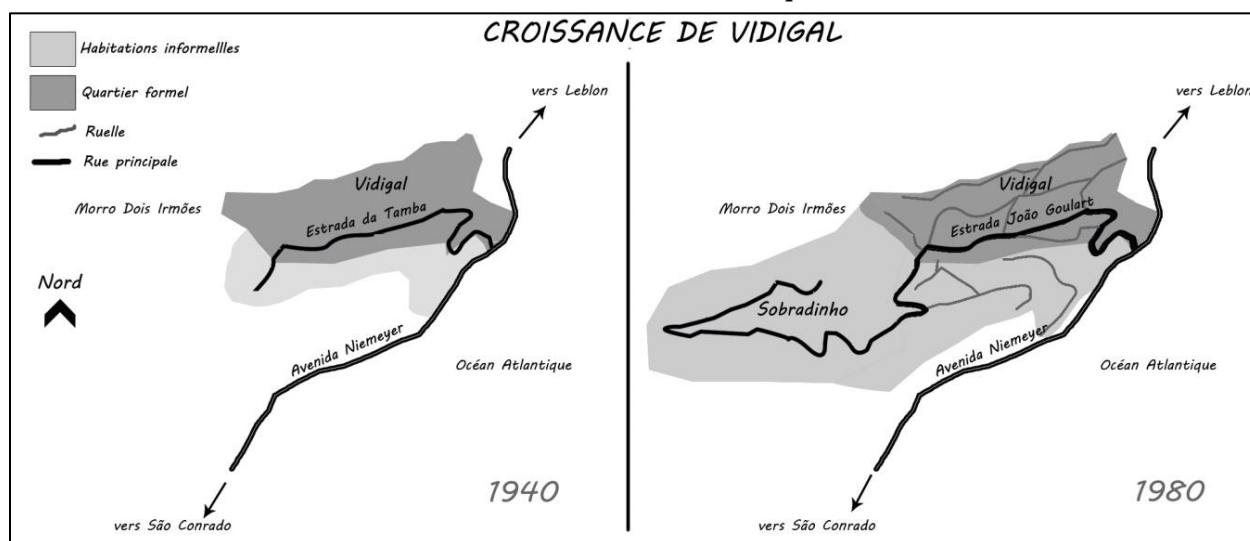 CROISSANCE DE VIDIGAL
Habitations informellles
Quartier formel
Ruelle
Rue principale
vers Leblon
Vidigal
Estrada da Tamba
Morro Dois Irmões
Nord
Avenida Niemeyer
Océan Atlantique
1940
vers São Conrado
vers Leblon
Vidigal
Morro Dois Irmões
Estrada João Goulart
Sobradinho
Avenida Niemeyer
Océan Atlantique
1980
vers São Conrado